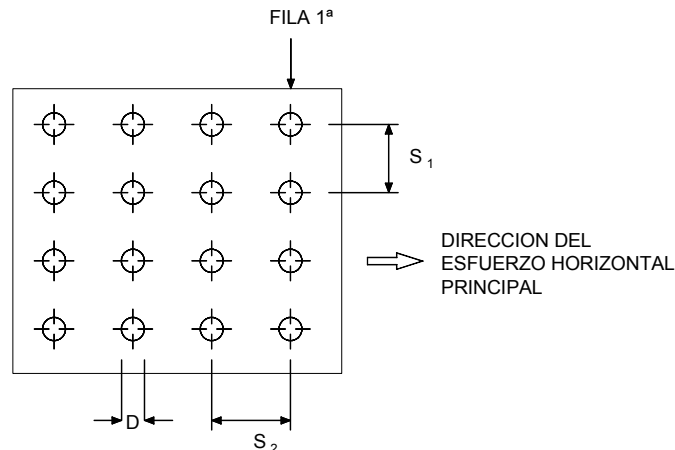 FILA 1ª
S 1
DIRECCION DEL
ESFUERZO HORIZONTAL
PRINCIPAL
D
S 2